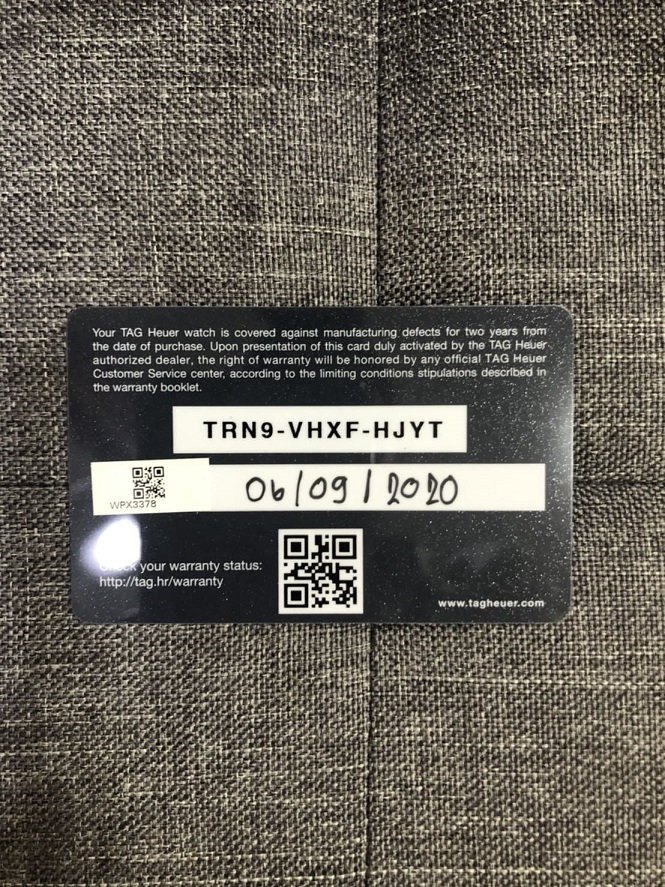 Your TAG Heuer watch is covered against manufacturing defects for two years from
the date of purchase. Upon presentation of this card duly activated by the TAG Heuer
authorized dealer, the right of warranty will be honored by any official TAG Heuer
Customer Service center, according to the limiting conditions stipulations described in
the warranty booklet.
TRN9-VHXF-HJYT
WPX3378
06/09/2020
Check your warranty status:
http://tag.hr/warranty
www.tagheuer.com